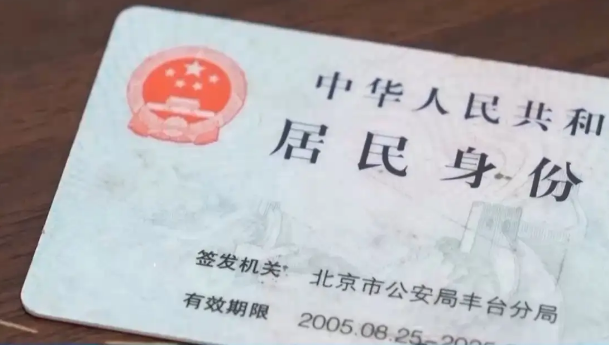 中华人民共和
居民身份
签发机关 北京市公安局丰台分局
有效期限 2005.08.25-